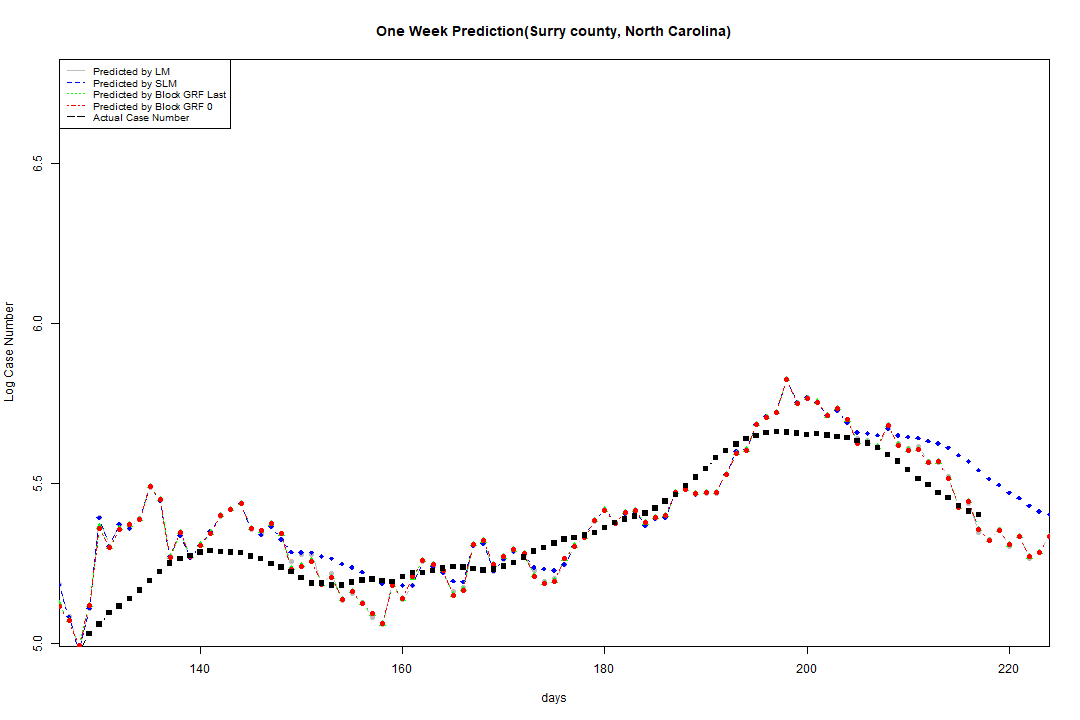 One Week Prediction(Surry county, North Carolina)
Predicted by LM
Predicted by SLM
Predicted by Block GRF Last
Predicted by Block GRF 0
Actual Case Number
6.5
6.0
5.5
5.0
Log Case Number
140 160 180 200 220
days